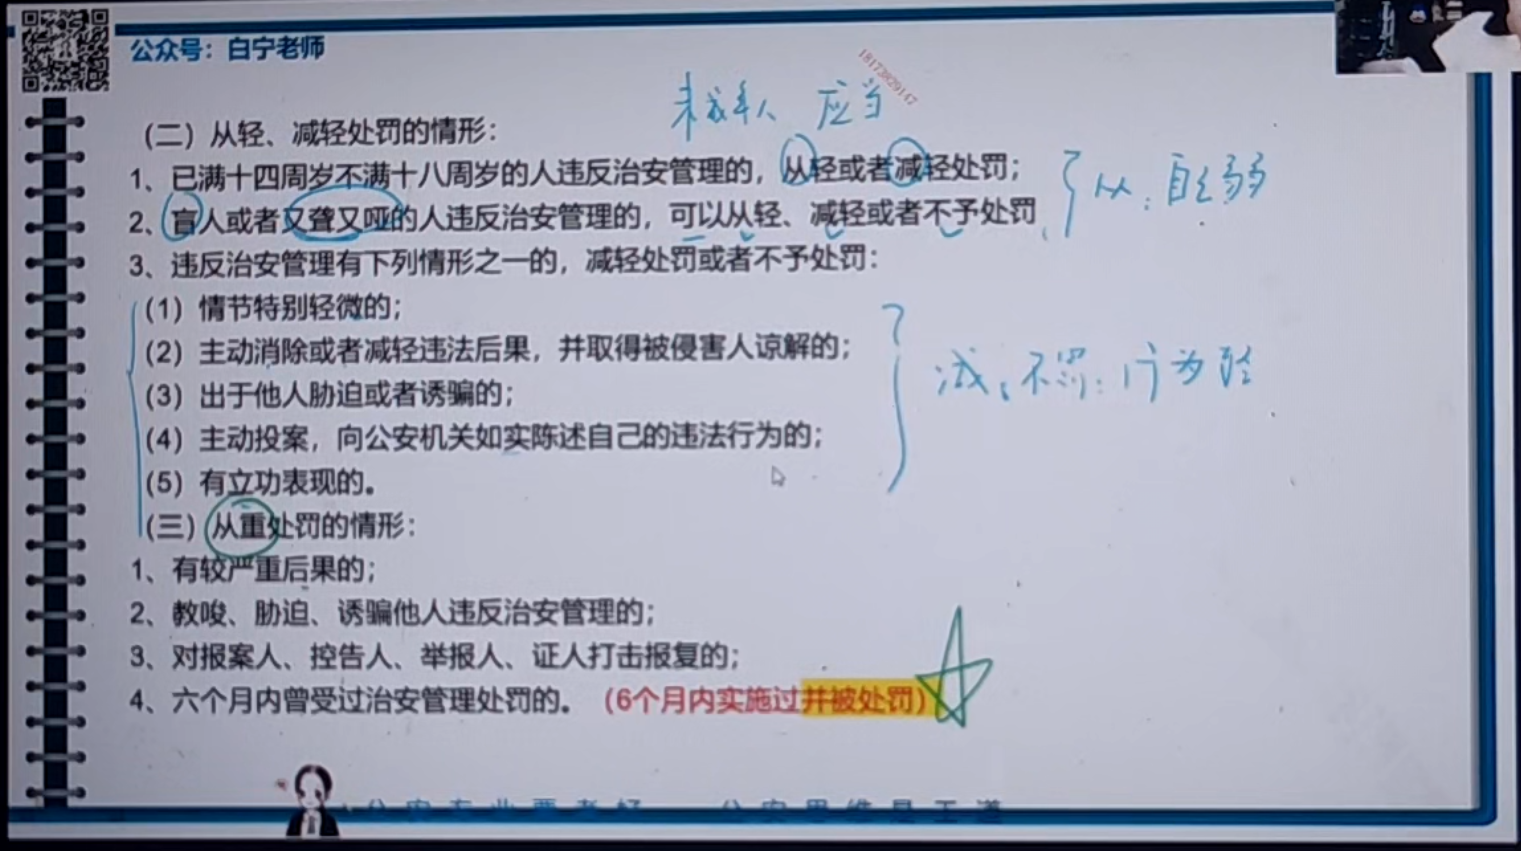 公众号：白宁老师
18173829147
未成年人 应当
（二）从轻、减轻处罚的情形：
1、已满十四周岁不满十八周岁的人违反治安管理的，从轻或者减轻处罚；
2、盲人或者又聋又哑的人违反治安管理的，可以从轻、减轻或者不予处罚
从：自身弱
3、违反治安管理有下列情形之一的，减轻处罚或者不予处罚：
（1）情节特别轻微的；
（2）主动消除或者减轻违法后果，并取得被侵害人谅解的；
减、不罚：行为轻
（3）出于他人胁迫或者诱骗的；
（4）主动投案，向公安机关如实陈述自己的违法行为的；
（5）有立功表现的。
（三）从重处罚的情形：
1、有较严重后果的；
2、教唆、胁迫、诱骗他人违反治安管理的；
3、对报案人、控告人、举报人、证人打击报复的；
4、六个月内曾受过治安管理处罚的。（6个月内实施过并被处罚）